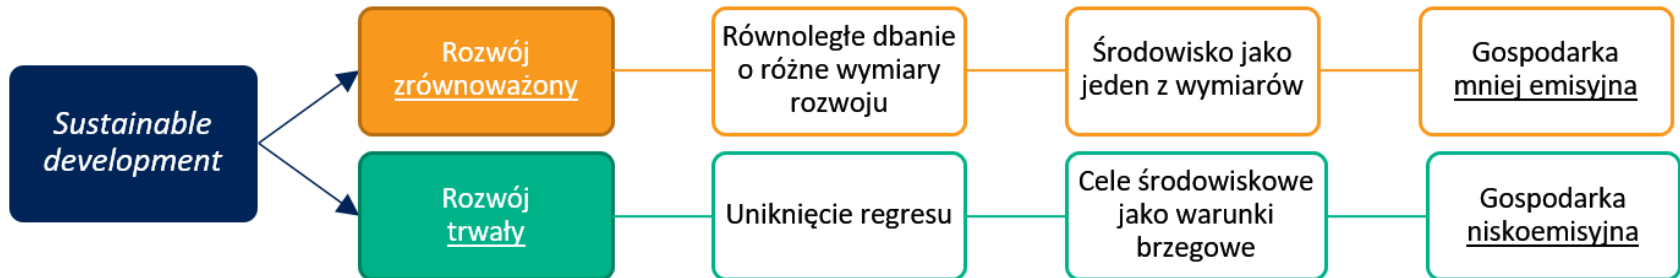 Sustainable
development
Rozwój
zrównoważony
Równoległe dbanie
o różne wymiary
rozwoju
Środowisko jako
jeden z wymiarów
Gospodarka
mniej emisyjna
Rozwój
trwały
Uniknięcie regresu
Cele środowiskowe
jako warunki
brzegowe
Gospodarka
niskoemisyjna